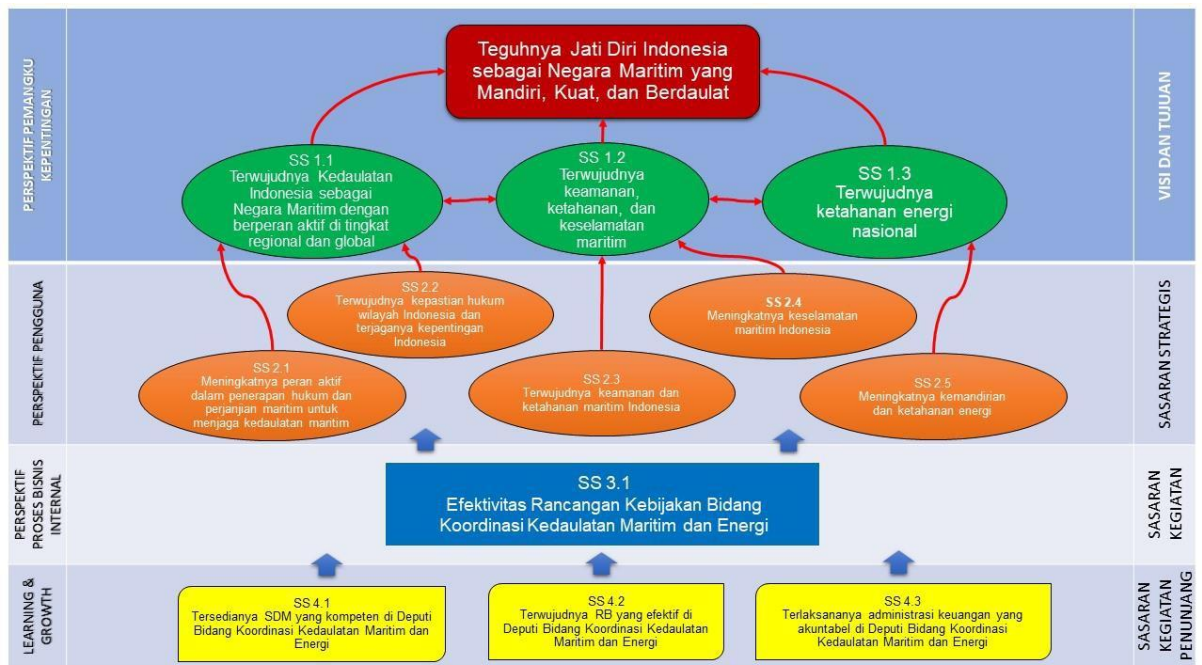 PERSPEKTIF PEMANGKU
KEPENTINGAN
Teguhnya Jati Diri Indonesia
sebagai Negara Maritim yang
Mandiri, Kuat, dan Berdaulat
SS 1.1
Terwujudnya Kedaulatan
Indonesia sebagai
Negara Maritim dengan
berperan aktif di tingkat
regional dan global
SS 1.2
Terwujudnya
keamanan,
ketahanan, dan
keselamatan
maritim
SS 1.3
Terwujudnya
ketahanan energi
nasional
VISI DAN TUJUAN
PERSPEKTIF PENGGUNA
SS 2.2
Terwujudnya kepastian hukum
wilayah Indonesia dan
terjaganya kepentingan
Indonesia
SS 2.4
Meningkatnya keselamatan
maritim Indonesia
SS 2.1
Meningkatnya peran aktif
dalam penerapan hukum dan
perjanjian maritim untuk
menjaga kedaulatan maritim
SS 2.3
Terwujudnya keamanan dan
ketahanan maritim Indonesia
SS 2.5
Meningkatnya kemandirian
dan ketahanan energi
SASARAN STRATEGIS
PERSPEKTIF
PROSES BISNIS
INTERNAL
SS 3.1
Efektivitas Rancangan Kebijakan Bidang
Koordinasi Kedaulatan Maritim dan Energi
SASARAN
KEGIATAN
LEARNING &
GROWTH
SS 4.1
Tersedianya SDM yang kompeten di Deputi
Bidang Koordinasi Kedaulatan Maritim dan
Energi
SS 4.2
Terwujudnya RB yang efektif di
Deputi Bidang Koordinasi Kedaulatan
Maritim dan Energi
SS 4.3
Terlaksananya administrasi keuangan yang
akuntabel di Deputi Bidang Koordinasi
Kedaulatan Maritim dan Energi
SASARAN
KEGIATAN
PENUNJANG